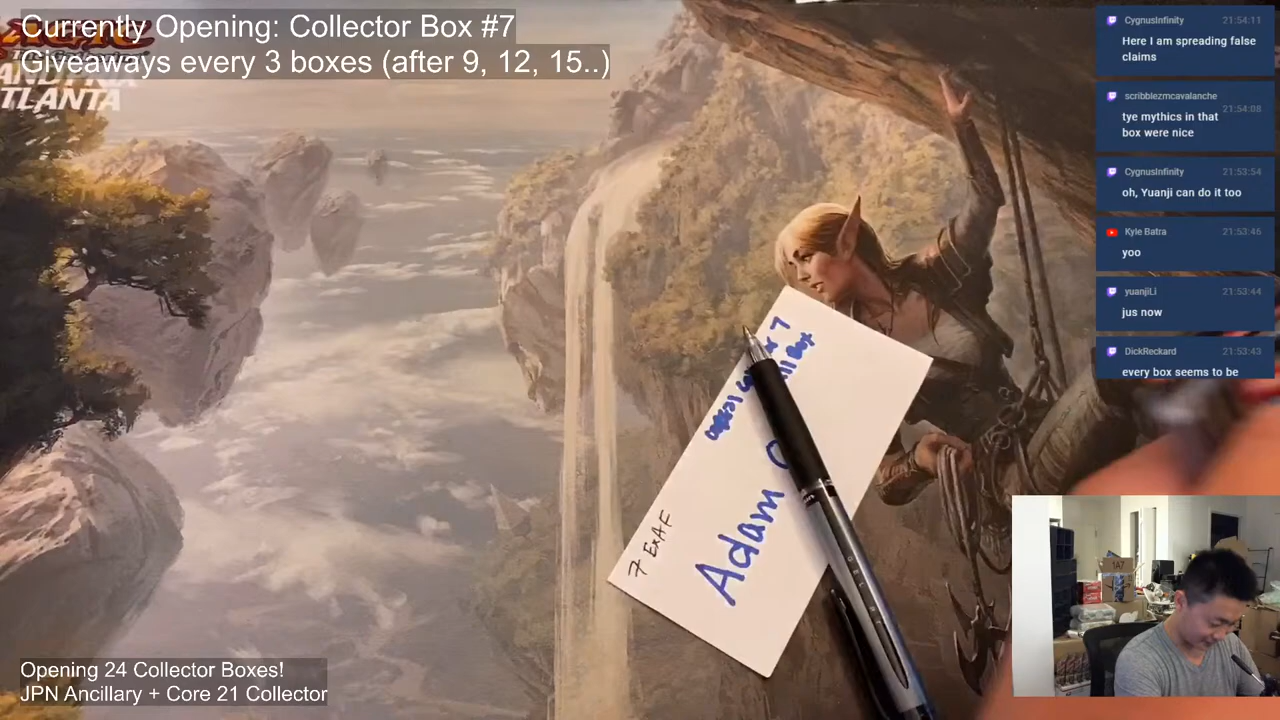 Currently Opening: Collector Box #7
Giveaways every 3 boxes (after 9, 12, 15..)
ATLANTA
CygnusInfinity 21:54:11
Here I am spreading false
claims
scribblezmcavalanche 21:54:08
tye mythics in that
box were nice
CygnusInfinity 21:53:54
oh, Yuanji can do it too
Kyle Batra 21:53:46
yoo
yuanjiLi 21:53:44
jus now
DickReckard 21:53:43
every box seems to be
7
Box
Adam
7 ExAF
1A7
Opening 24 Collector Boxes!
JPN Ancillary + Core 21 Collector